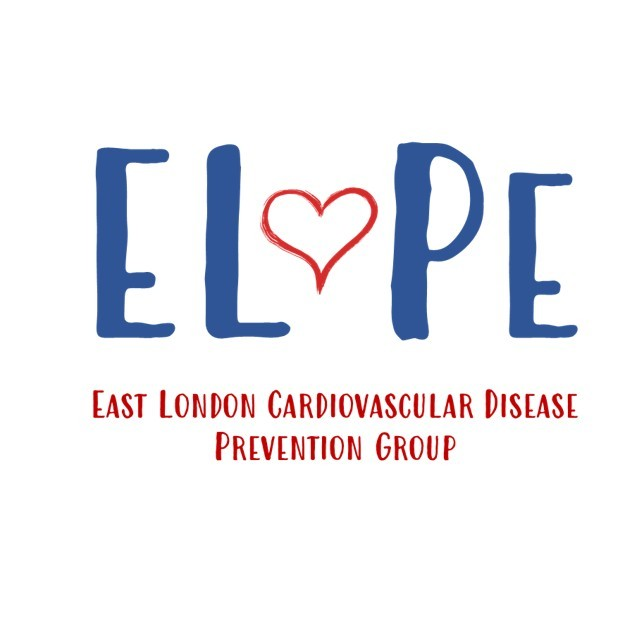 EL♥PE
East London Cardiovascular Disease
Prevention Group